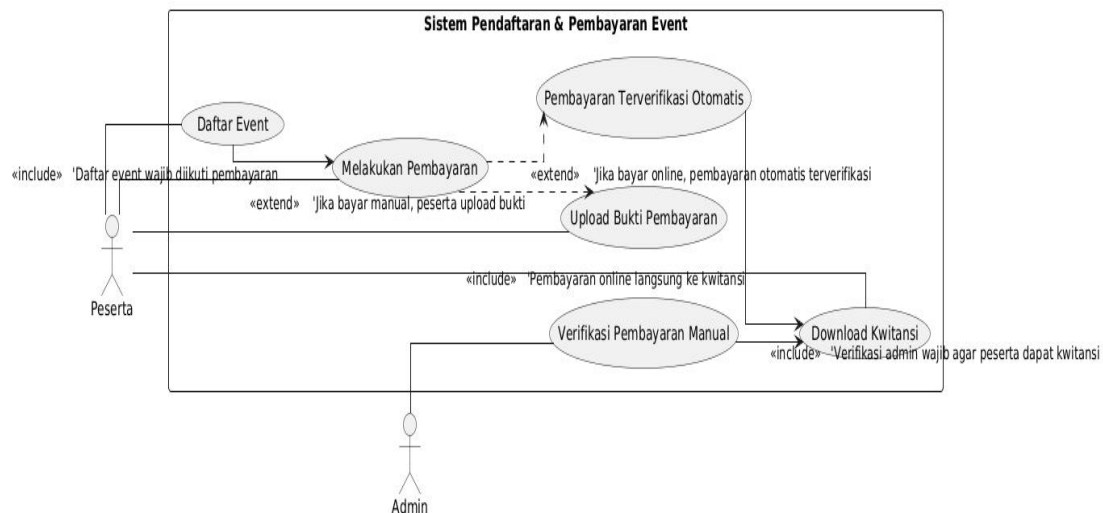 Sistem Pendaftaran & Pembayaran Event
Pembayaran Terverifikasi Otomatis
Daftar Event
Melakukan Pembayaran
«include» 'Daftar event wajib diikuti pembayaran
«extend» 'Jika bayar online, pembayaran otomatis terverifikasi
«extend» 'Jika bayar manual, peserta upload bukti
Upload Bukti Pembayaran
Peserta
«include» 'Pembayaran online langsung ke kwitansi
Verifikasi Pembayaran Manual
Download Kwitansi
«include» 'Verifikasi admin wajib agar peserta dapat kwitansi
Admin